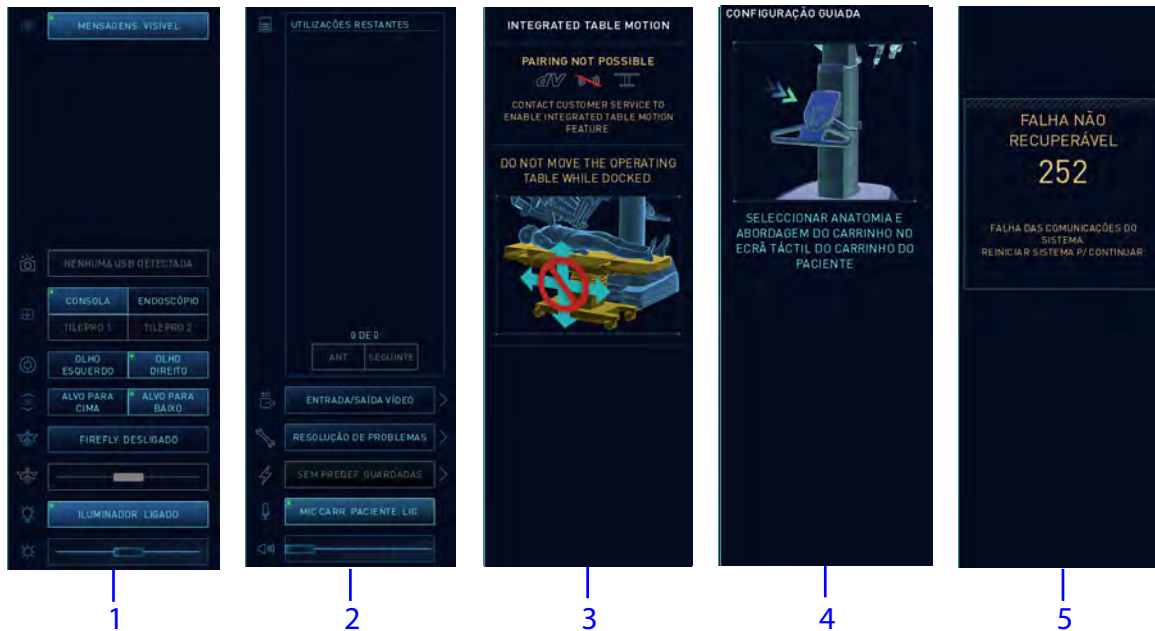 MENSAGENS VISÍVEL
NENHUMA USB DETECTADA
CONSOLA
ENDOSCÓPIO
TILEPRO 1
TILEPRO 2
OLHO
ESQUERDO
OLHO
DIREITO
ALVO PARA
CIMA
ALVO PARA
BAIXO
FIREFLY DESLIGADO
ILUMINADOR LIGADO
1
UTILIZAÇÕES RESTANTES
0 DE 0
ANT
SEGUINTE
ENTRADA/SAÍDA VÍDEO
RESOLUÇÃO DE PROBLEMAS
SEM PREDEF GUARDADAS
MIC CARR. PACIENTE LIG
2
INTEGRATED TABLE MOTION
PAIRING NOT POSSIBLE
dV
CONTACT CUSTOMER SERVICE TO
ENABLE INTEGRATED TABLE MOTION
FEATURE
DO NOT MOVE THE OPERATING
TABLE WHILE DOCKED.
3
CONFIGURAÇÃO GUIADA
SELECCIONAR ANATOMIA E
ABORDAGEM DO CARRINHO NO
ECRÃ TÁCTIL DO CARRINHO DO
PACIENTE
4
FALHA NÃO
RECUPERÁVEL
252
FALHA DAS COMUNICAÇÕES DO
SISTEMA
REINICIAR SISTEMA P/ CONTINUAR
5